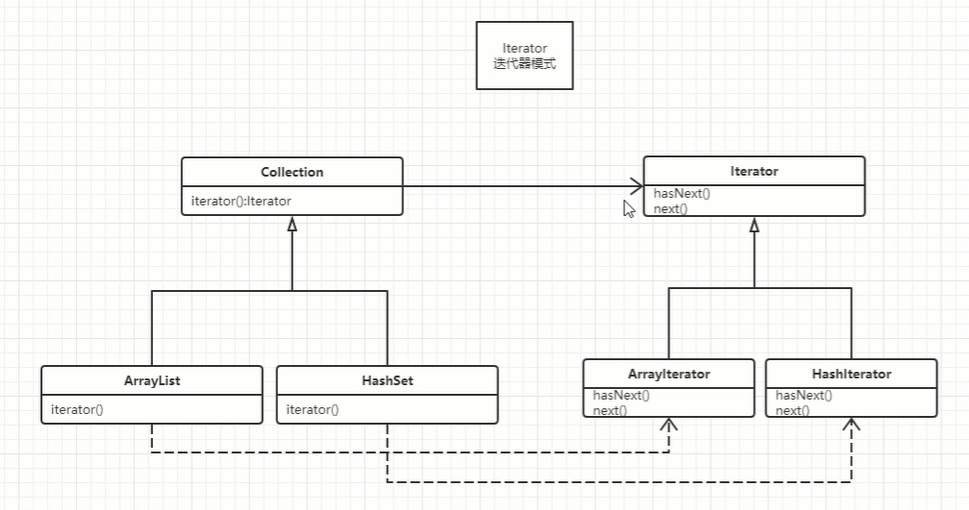 Iterator
迭代器模式
Collection
iterator():Iterator
Iterator
hasNext()
next()
ArrayList
iterator()
HashSet
iterator()
ArrayIterator
hasNext()
next()
HashIterator
hasNext()
next()